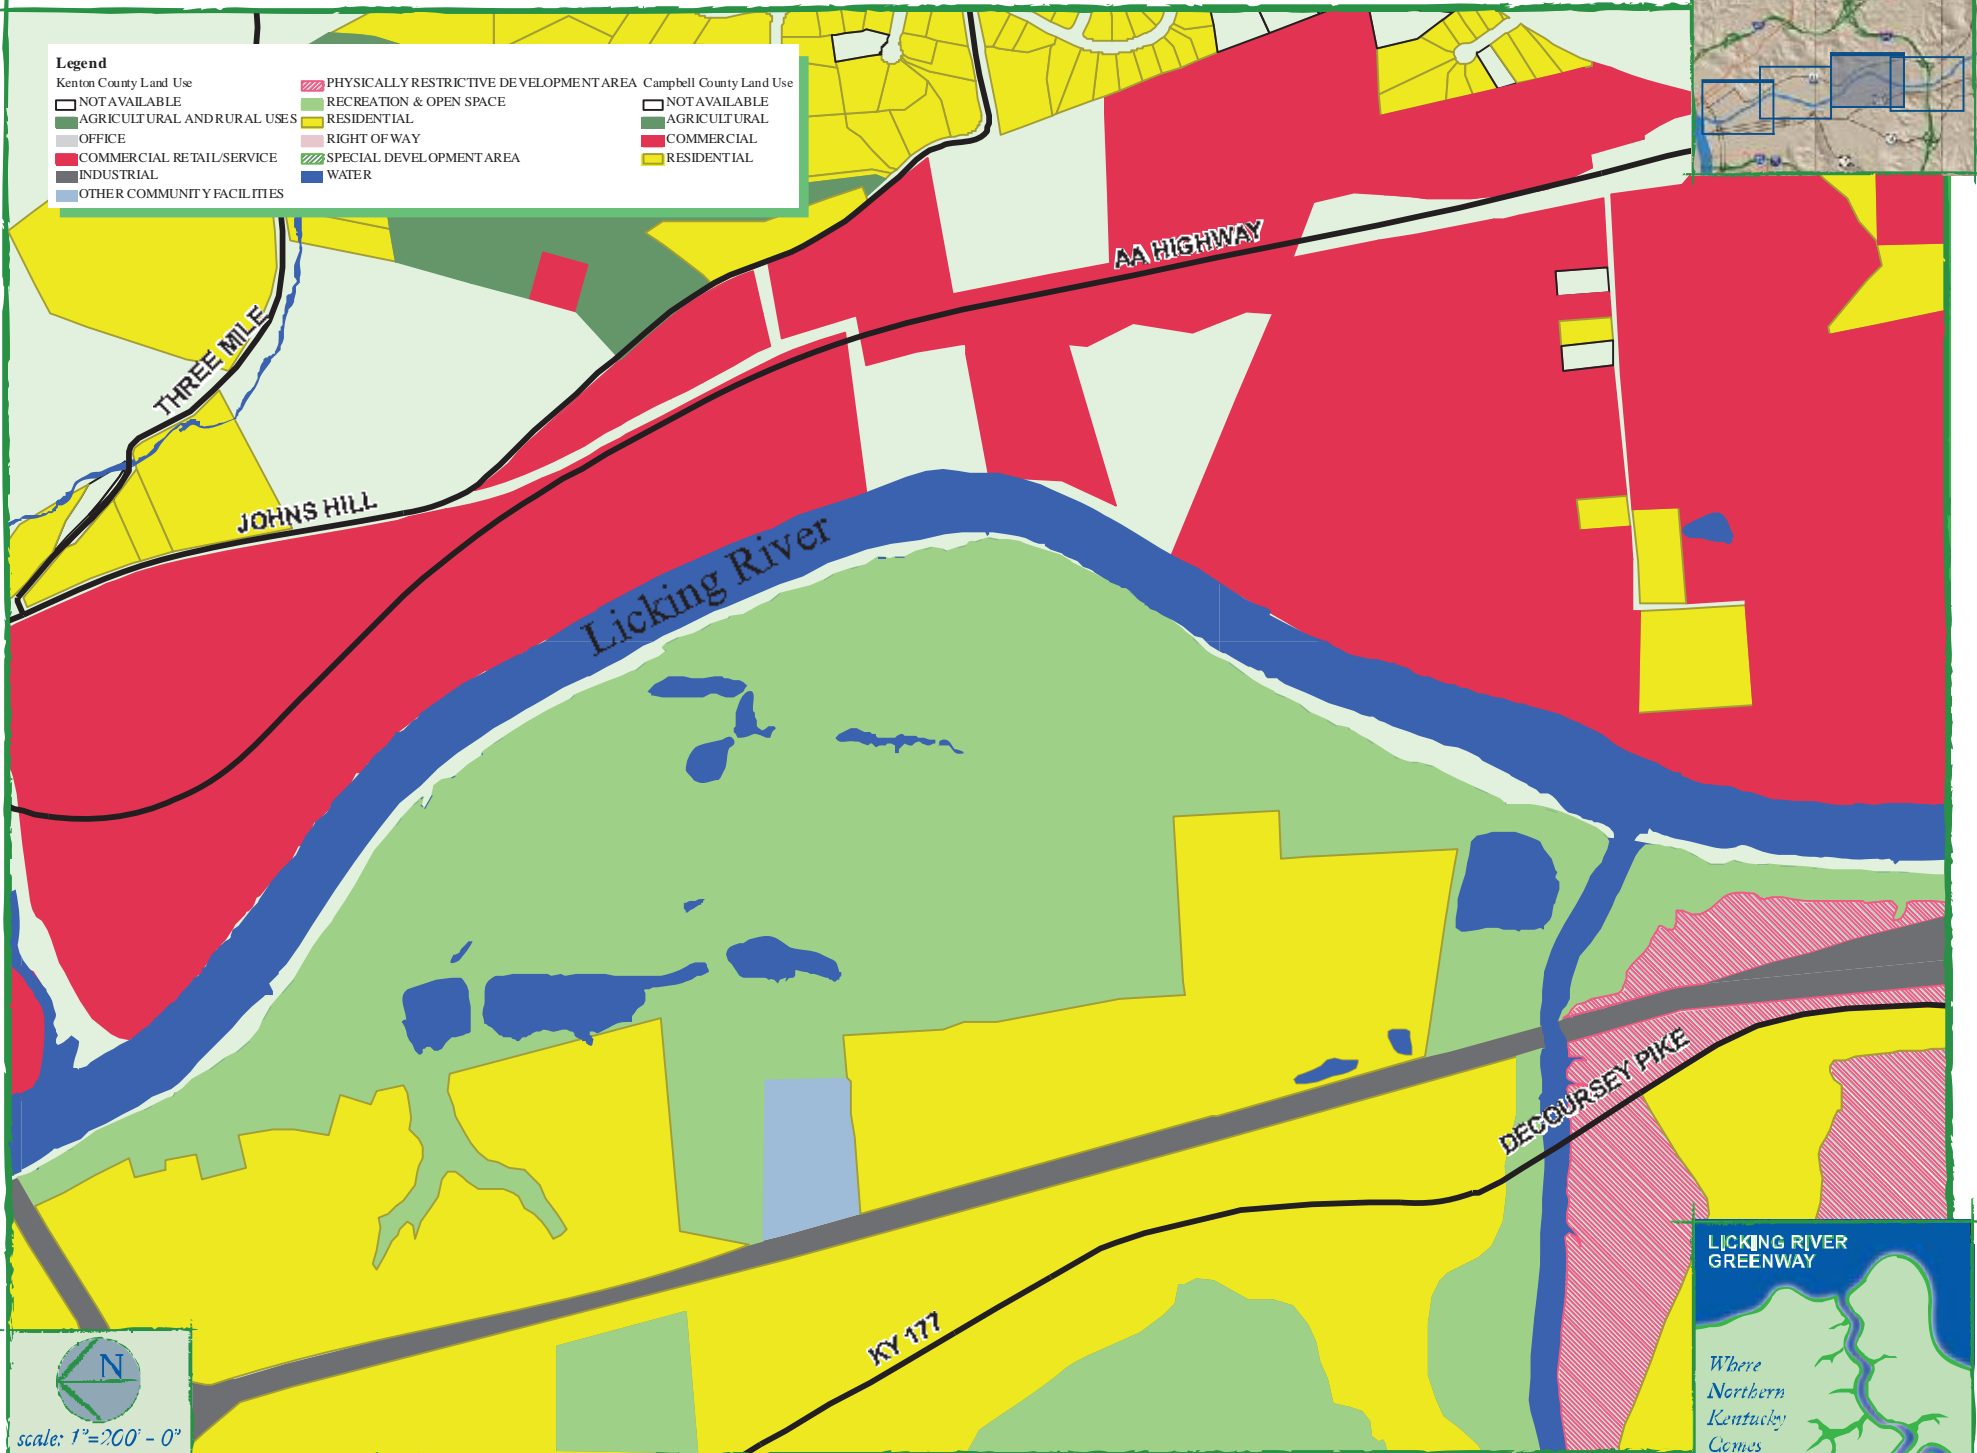 Legend
Kenton County Land Use
NOT AVAILABLE
AGRICULTURAL AND RURAL USES
OFFICE
COMMERCIAL RETAIL/SERVICE
INDUSTRIAL
OTHER COMMUNITY FACILITIES
PHYSICALLY RESTRICTIVE DEVELOPMENT AREA
RECREATION & OPEN SPACE
RESIDENTIAL
RIGHT OF WAY
SPECIAL DEVELOPMENT AREA
WATER
Campbell County Land Use
NOT AVAILABLE
AGRICULTURAL
COMMERCIAL
RESIDENTIAL
AA HIGHWAY
THREE MILE
JOHNS HILL
Licking River
DECOURSEY PIKE
KY 177
N
scale: 1"=200' - 0"
LICKING RIVER
GREENWAY
Where
Northern
Kentucky
Comes